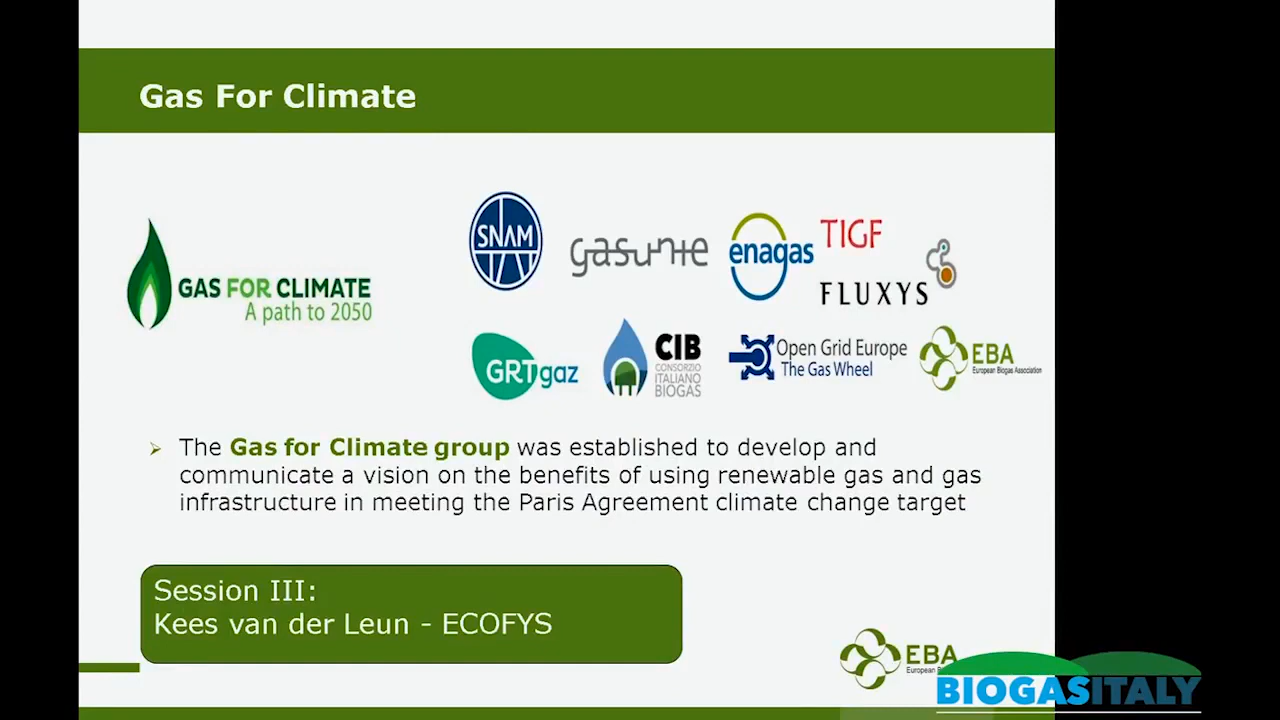 Gas For Climate
SNAM
gasunie
enagas
TIGF
FLUXYS
GAS FOR CLIMATE
A path to 2050
GRTgaz
CIB
CONSORZIO
ITALIANO
BIOGAS
Open Grid Europe
The Gas Wheel
EBA
European Biogas Association
The Gas for Climate group was established to develop and
communicate a vision on the benefits of using renewable gas and gas
infrastructure in meeting the Paris Agreement climate change target
Session III:
Kees van der Leun - ECOFYS
EBA
European
BIOGASITALY